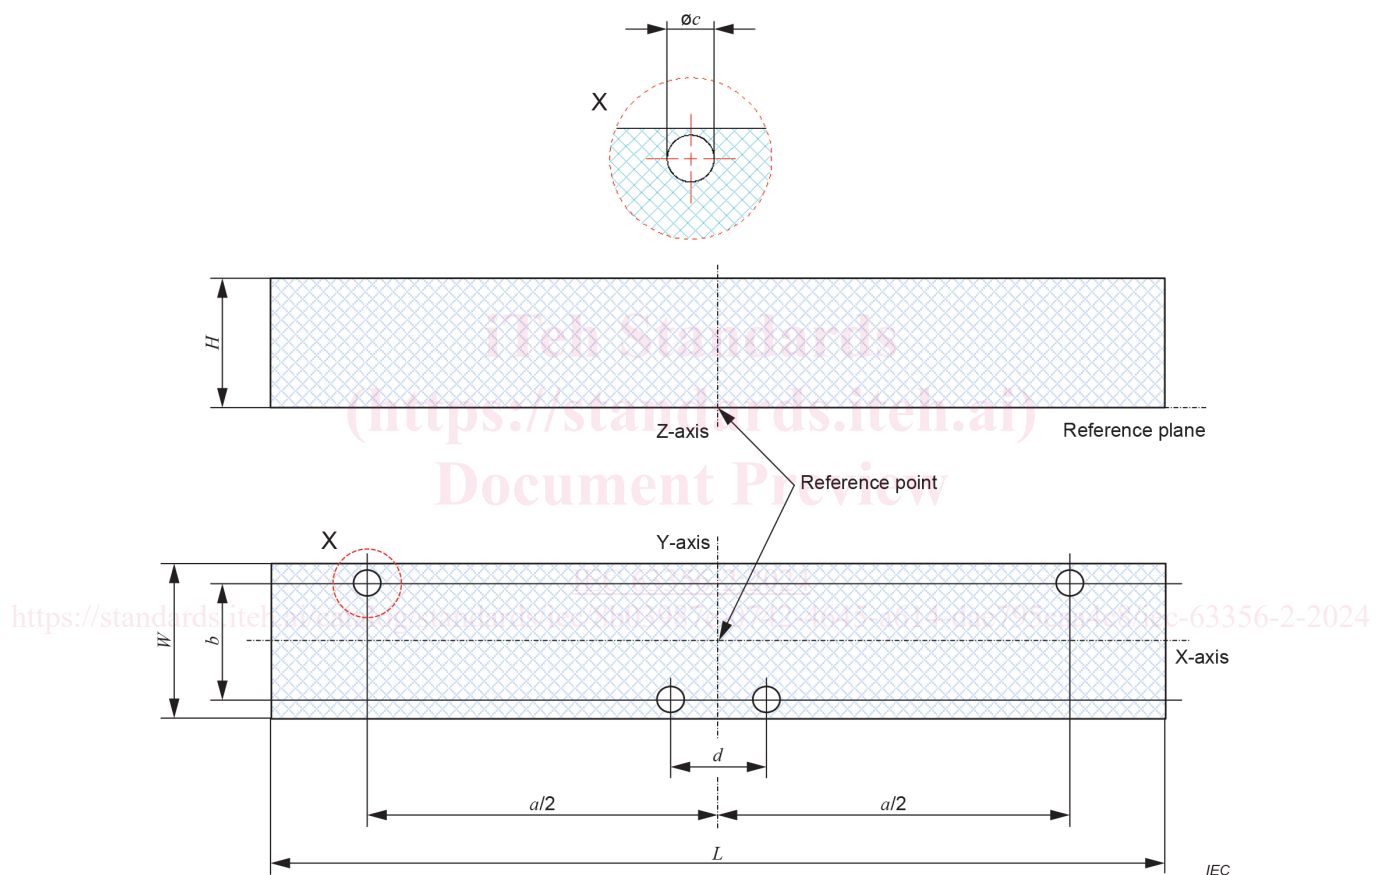 øc
X
H
iTeh Standards
(https://standards.iteh.ai)
Z-axis
Reference plane
Document Preview
Reference point
X
Y-axis
W
b
X-axis
d
a/2
a/2
L
IEC